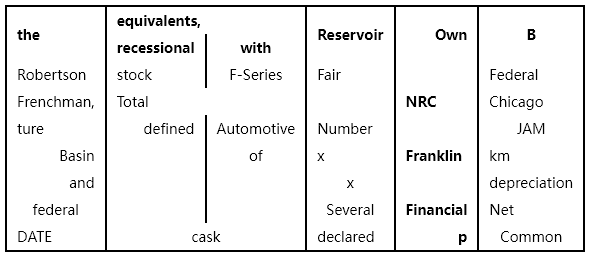 the equivalents, Reservoir Own B
recessional with
Robertson stock F-Series Fair Federal
Frenchman, Total NRC Chicago
ture defined Automotive Number JAM
Basin of x Franklin km
and x depreciation
federal Several Financial Net
DATE cask declared p Common